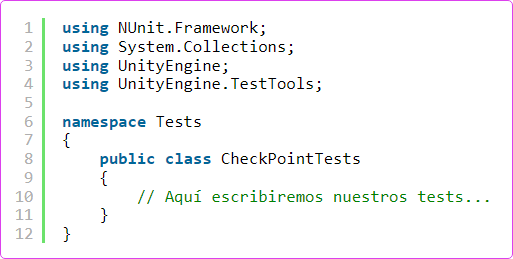 1 using NUnit.Framework;
2 using System.Collections;
3 using UnityEngine;
4 using UnityEngine.TestTools;
5
6 namespace Tests
7 {
8     public class CheckPointTests
9     {
10         // Aquí escribiremos nuestros tests...
11     }
12 }